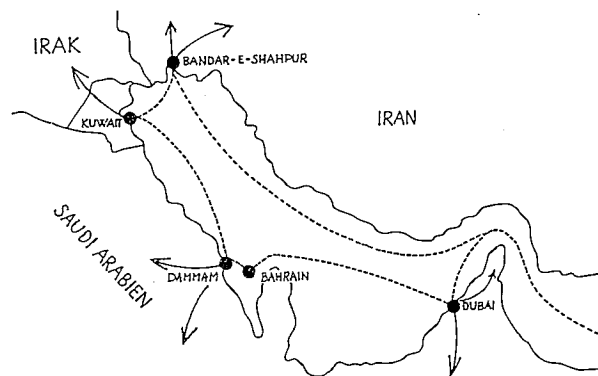 IRAK
BANDAR-E-SHAHPUR
IRAN
KUWAIT
SAUDI ARABIEN
DAMMAM
BAHRAIN
DUBAI